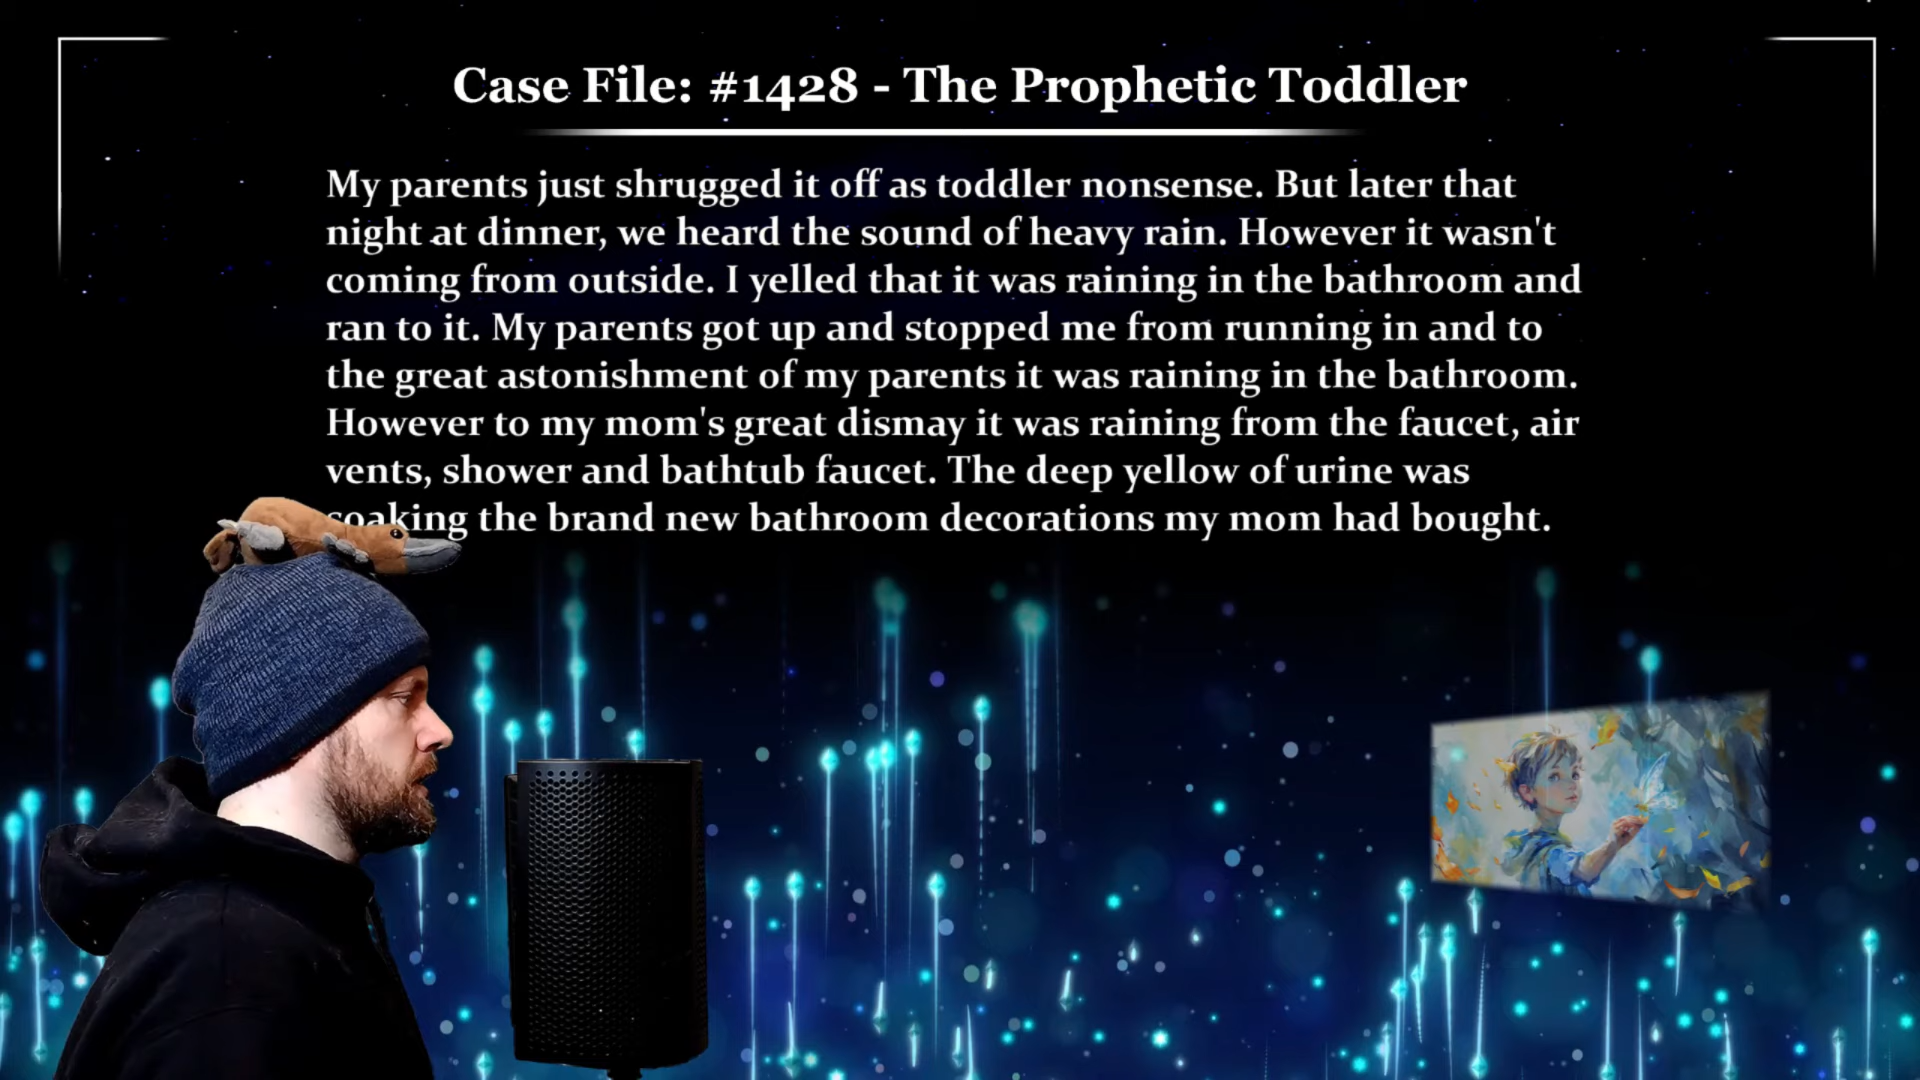 Case File: #1428 - The Prophetic Toddler
My parents just shrugged it off as toddler nonsense. But later that
night at dinner, we heard the sound of heavy rain. However it wasn't
coming from outside. I yelled that it was raining in the bathroom and
ran to it. My parents got up and stopped me from running in and to
the great astonishment of my parents it was raining in the bathroom.
However to my mom's great dismay it was raining from the faucet, air
vents, shower and bathtub faucet. The deep yellow of urine was
soaking the brand new bathroom decorations my mom had bought.